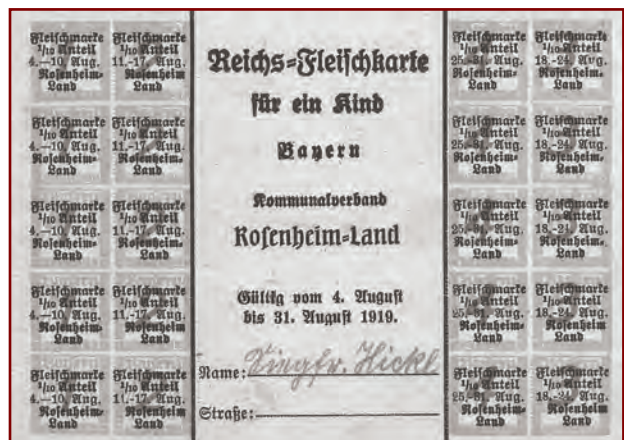 Fleischmarke
1/10 Anteil
4.—10. Aug.
Rosenheim-
Land
Fleischmarke
1/10 Anteil
11.-17. Aug.
Rosenheim-
Land
Fleischmarke
1/10 Anteil
4.—10. Aug.
Rosenheim-
Land
Fleischmarke
1/10 Anteil
11.-17. Aug.
Rosenheim-
Land
Fleischmarke
1/10 Anteil
4.—10. Aug.
Rosenheim-
Land
Fleischmarke
1/10 Anteil
11.-17. Aug.
Rosenheim-
Land
Fleischmarke
1/10 Anteil
4.—10. Aug.
Rosenheim
Land
Fleischmarke
1/10 Anteil
11.-17. Aug.
Rosenheim
Land
Fleischmarke
1/10 Anteil
4.—10. Aug.
Rosenheim-
Land
Fleischmarke
1/10 Anteil
11.-17. Aug.
Rosenheim-
Land
Reichs-Fleischkarte
für ein Kind
Bayern
Kommunalverband
Rosenheim-Land
Gültig vom 4. August
bis 31. August 1919.
Name: Siegfr. Hickl
Straße:
Fleischmarke
1/10 Anteil
25.-31. Aug.
Rosenheim-
Land
Fleischmarke
1/10 Anteil
18.-24. Aug.
Rosenheim-
Land
Fleischmarke
1/10 Anteil
25.-31. Aug.
Rosenheim-
Land
Fleischmarke
1/10 Anteil
18.-24. Aug.
Rosenheim-
Land
Fleischmarke
1/10 Anteil
25.-31. Aug.
Rosenheim-
Land
Fleischmarke
1/10 Anteil
18.-24. Aug.
Rosenheim-
Land
Fleischmarke
1/10 Anteil
25.-31. Aug.
Rosenheim-
Land
Fleischmarke
1/10 Anteil
18.-24. Aug.
Rosenheim
Land
Fleischmarke
1/10 Anteil
25.-31. Aug.
Rosenheim-
Land
Fleischmarke
1/10 Anteil
18.-24. Aug.
Rosenheim-
Land